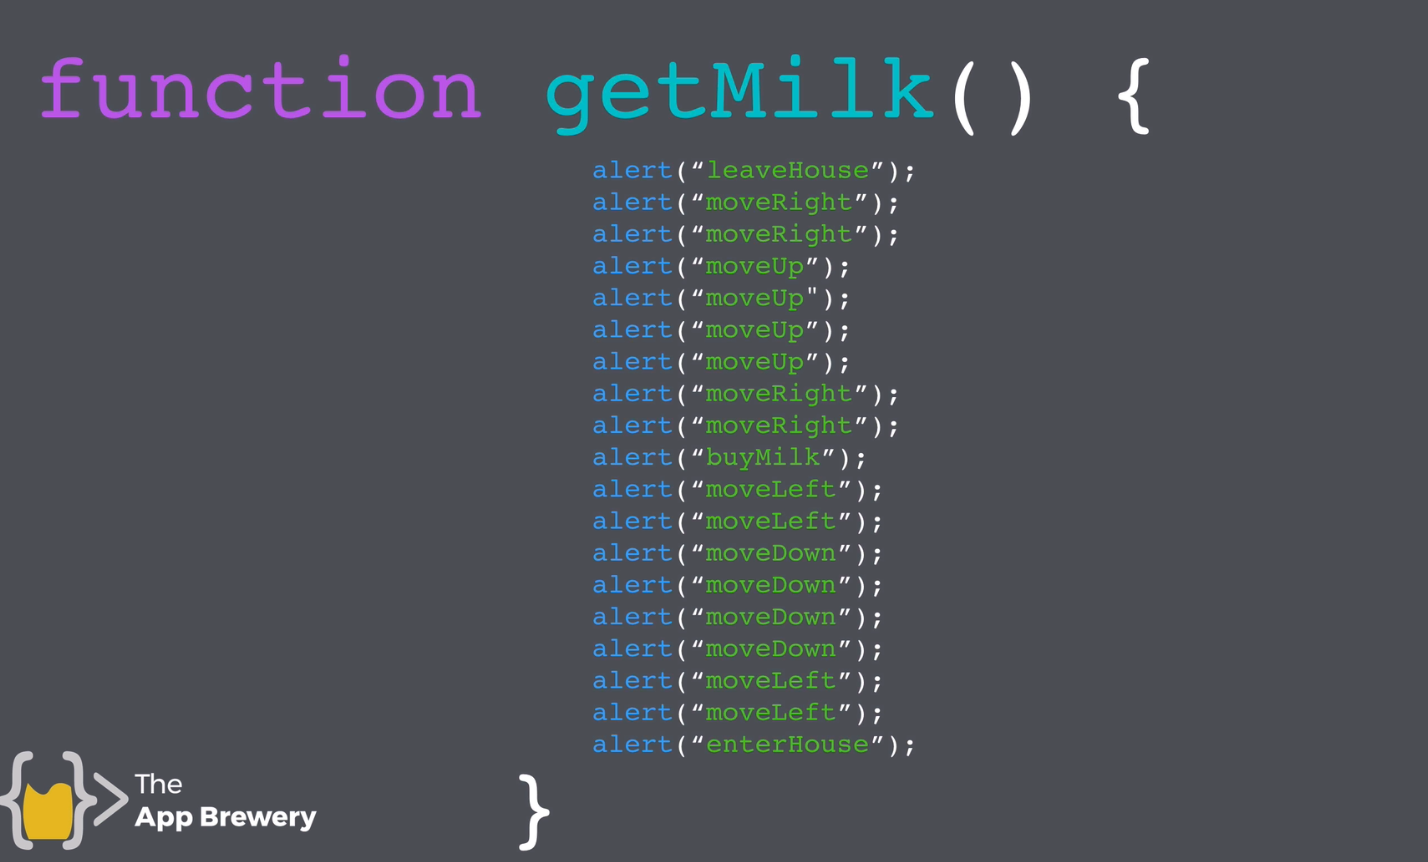 function getMilk() {
alert(“leaveHouse”);
alert(“moveRight”);
alert(“moveRight”);
alert(“moveUp”);
alert(“moveUp");
alert(“moveUp”);
alert(“moveUp”);
alert(“moveRight”);
alert(“moveRight”);
alert(“buyMilk”);
alert(“moveLeft”);
alert(“moveLeft”);
alert(“moveDown”);
alert(“moveDown”);
alert(“moveDown”);
alert(“moveDown”);
alert(“moveLeft”);
alert(“moveLeft”);
alert(“enterHouse”);
}
The
App Brewery